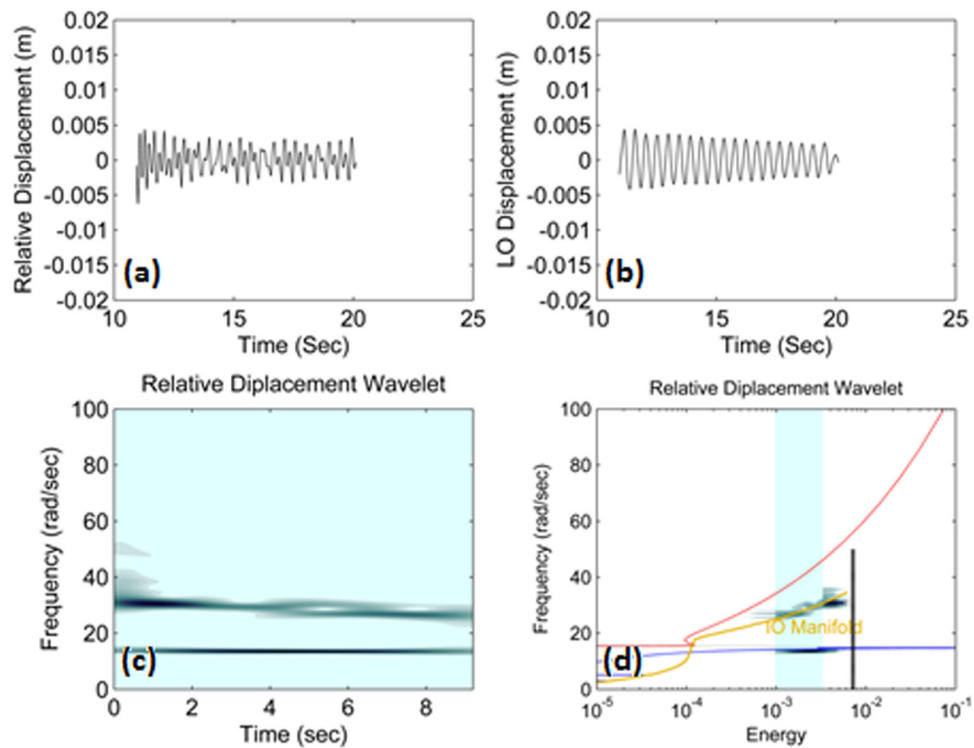 0.02
0.015
0.01
0.005
0
-0.005
-0.01
-0.015
-0.02
Relative Displacement (m)
(a)
10 15 20 25
Time (Sec)
0.02
0.015
0.01
0.005
0
-0.005
-0.01
-0.015
-0.02
LO Displacement (m)
(b)
10 15 20 25
Time (Sec)
Relative Diplacement Wavelet
100
80
60
40
20
0
Frequency (rad/sec)
(c)
0 2 4 6 8
Time (sec)
Relative Diplacement Wavelet
100
80
60
40
20
0
Frequency (rad/sec)
IO Manifold
(d)
10-5 10-4 10-3 10-2 10-1
Energy